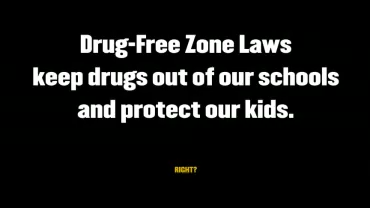 Drug-Free Zone Laws
keep drugs out of our schools
and protect our kids.
RIGHT?